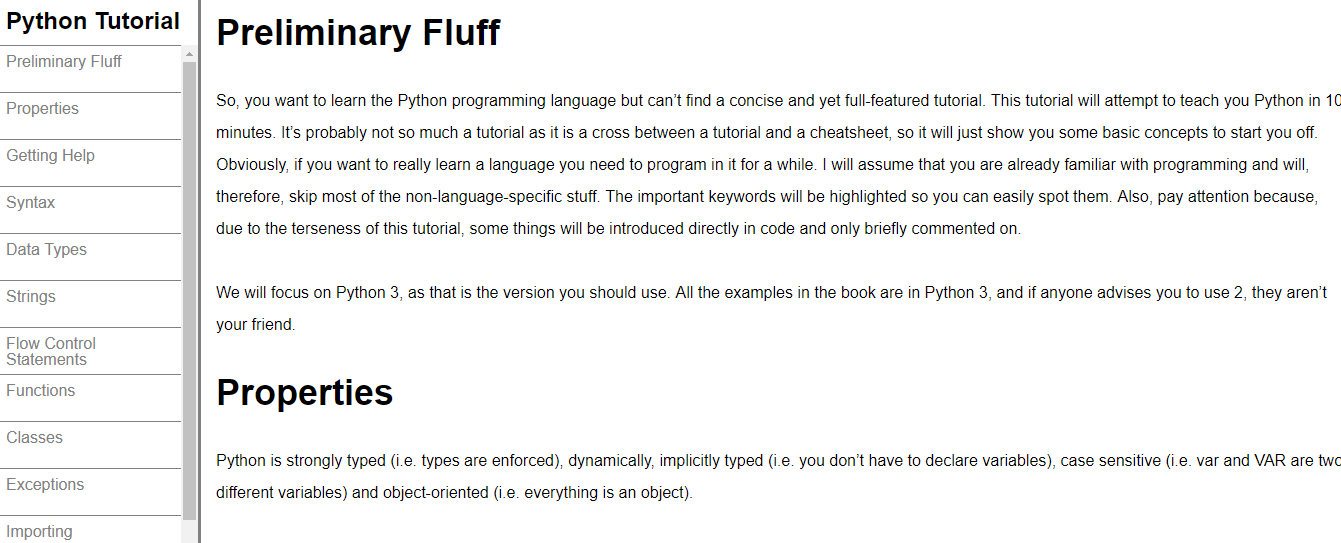 Python Tutorial
Preliminary Fluff
Properties
Getting Help
Syntax
Data Types
Strings
Flow Control
Statements
Functions
Classes
Exceptions
Importing
Preliminary Fluff
So, you want to learn the Python programming language but can’t find a concise and yet full-featured tutorial. This tutorial will attempt to teach you Python in 10
minutes. It’s probably not so much a tutorial as it is a cross between a tutorial and a cheatsheet, so it will just show you some basic concepts to start you off.
Obviously, if you want to really learn a language you need to program in it for a while. I will assume that you are already familiar with programming and will,
therefore, skip most of the non-language-specific stuff. The important keywords will be highlighted so you can easily spot them. Also, pay attention because,
due to the terseness of this tutorial, some things will be introduced directly in code and only briefly commented on.
We will focus on Python 3, as that is the version you should use. All the examples in the book are in Python 3, and if anyone advises you to use 2, they aren’t
your friend.
Properties
Python is strongly typed (i.e. types are enforced), dynamically, implicitly typed (i.e. you don’t have to declare variables), case sensitive (i.e. var and VAR are two
different variables) and object-oriented (i.e. everything is an object).